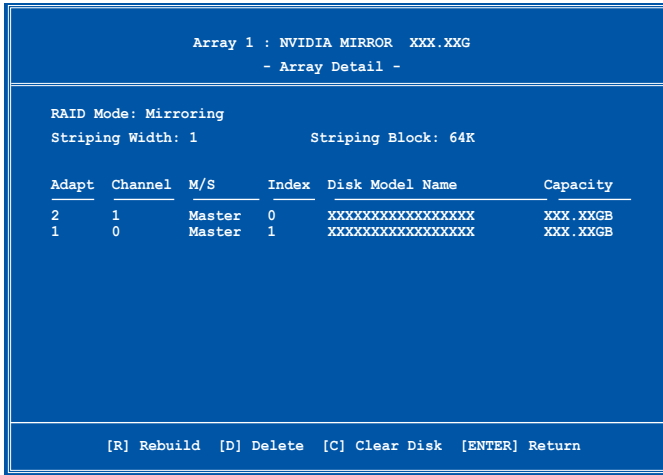 Array 1 : NVIDIA MIRROR XXX.XXG
- Array Detail -
RAID Mode: Mirroring
Striping Width: 1 Striping Block: 64K
Adapt Channel M/S Index Disk Model Name Capacity
2 1 Master 0 XXXXXXXXXXXXXXXXX XXX.XXGB
1 0 Master 1 XXXXXXXXXXXXXXXXX XXX.XXGB
[R] Rebuild [D] Delete [C] Clear Disk [ENTER] Return